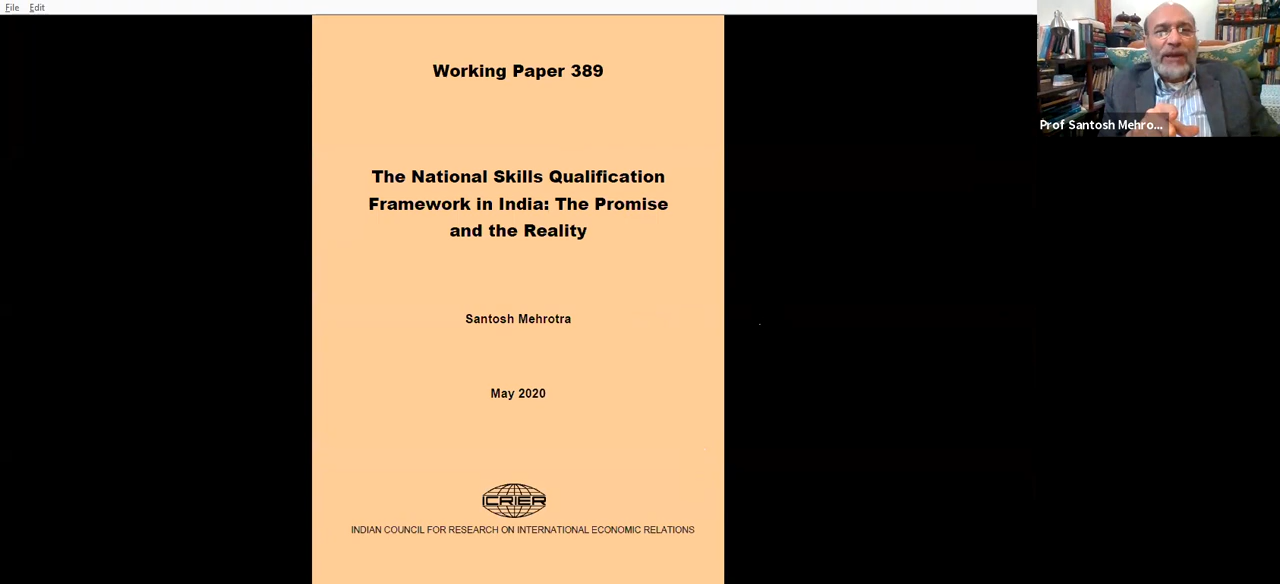 File Edit
Working Paper 389
The National Skills Qualification
Framework in India: The Promise
and the Reality
Santosh Mehrotra
May 2020
ICRIER
INDIAN COUNCIL FOR RESEARCH ON INTERNATIONAL ECONOMIC RELATIONS
Prof Santosh Mehro...